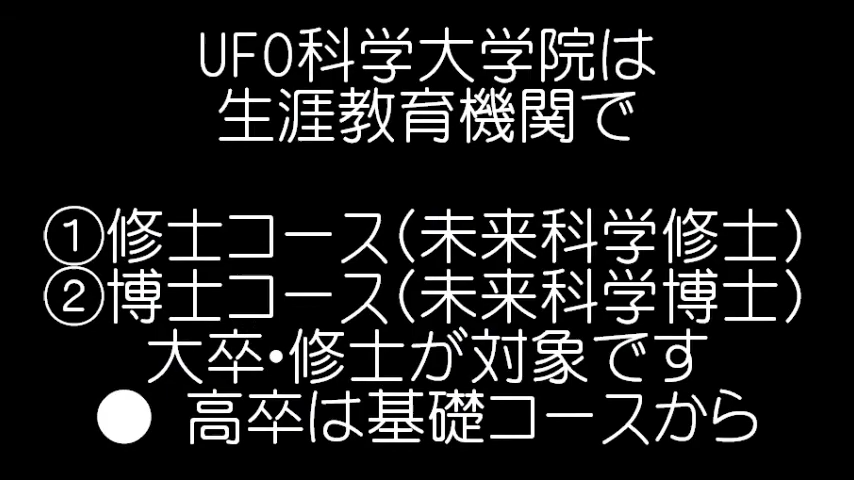 UFO科学大学院は
生涯教育機関で
①修士コース(未来科学修士)
②博士コース(未来科学博士)
大卒・修士が対象です
● 高卒は基礎コースから